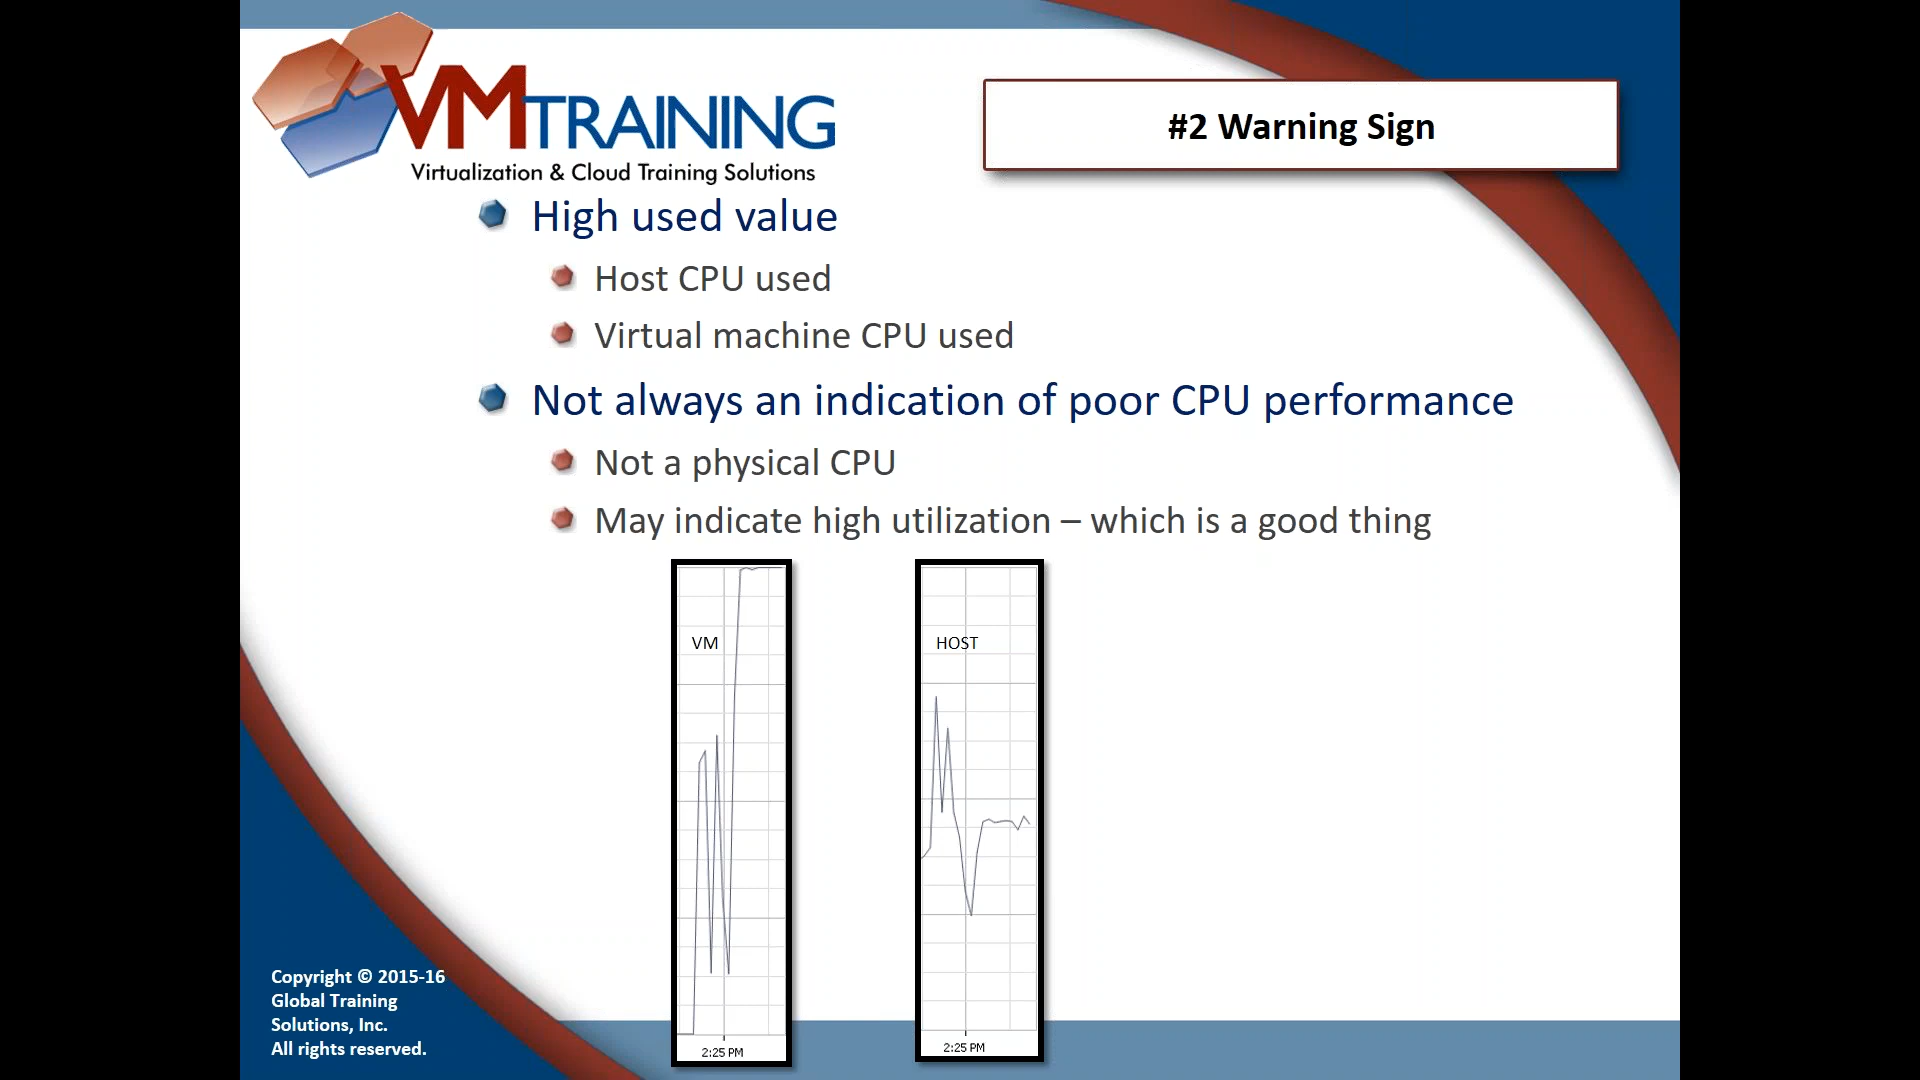 VMTRAINING
Virtualization & Cloud Training Solutions
#2 Warning Sign
High used value
Host CPU used
Virtual machine CPU used
Not always an indication of poor CPU performance
Not a physical CPU
May indicate high utilization – which is a good thing
VM
HOST
2:25 PM
2:25 PM
Copyright © 2015-16
Global Training
Solutions, Inc.
All rights reserved.